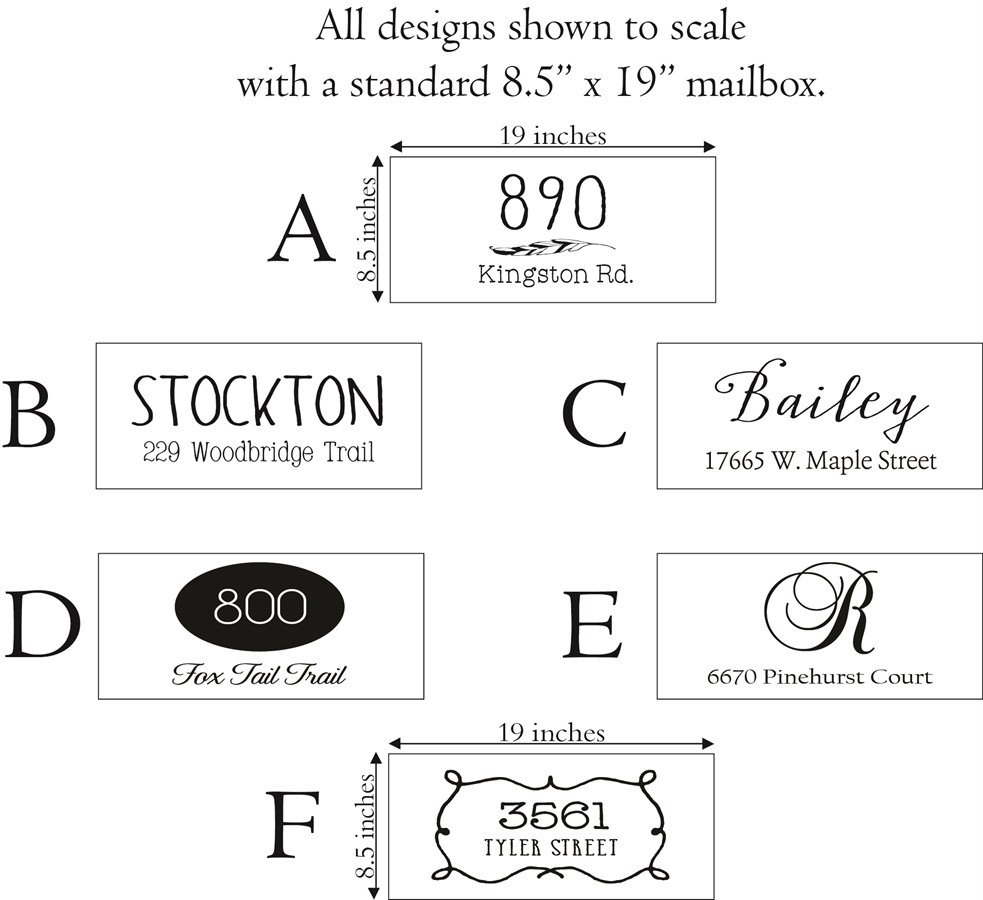 All designs shown to scale
with a standard 8.5” x 19” mailbox.
19 inches
8.5 inches
A
890
Kingston Rd.
B
STOCKTON
229 Woodbridge Trail
C
Bailey
17665 W. Maple Street
D
800
Fox Tail Trail
E
R
6670 Pinehurst Court
19 inches
8.5 inches
F
3561
TYLER STREET